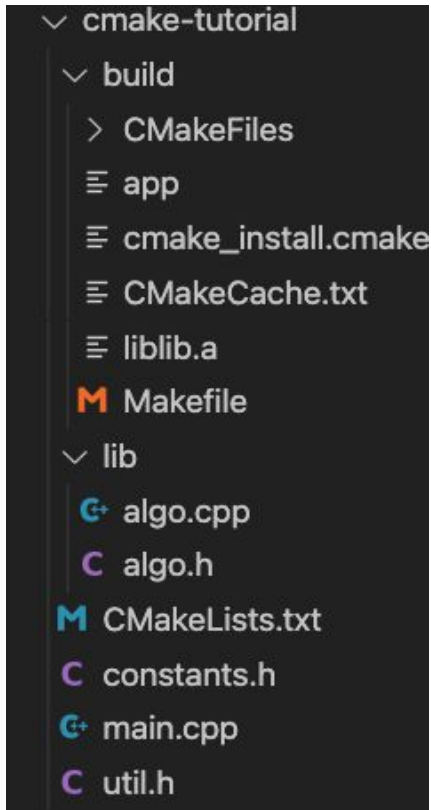 cmake-tutorial
build
CMakeFiles
app
cmake_install.cmake
CMakeCache.txt
liblib.a
M Makefile
lib
C++ algo.cpp
C algo.h
M CMakeLists.txt
C constants.h
C++ main.cpp
C util.h